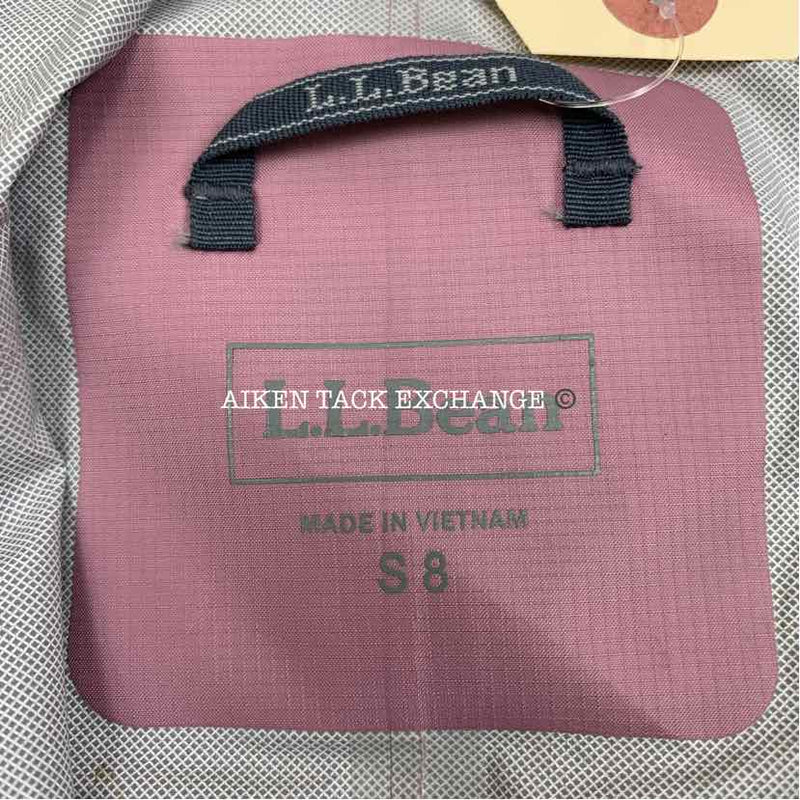 L.L.Bean
AIKEN TACK EXCHANGE ©
L.L.Bean
MADE IN VIETNAM
S 8